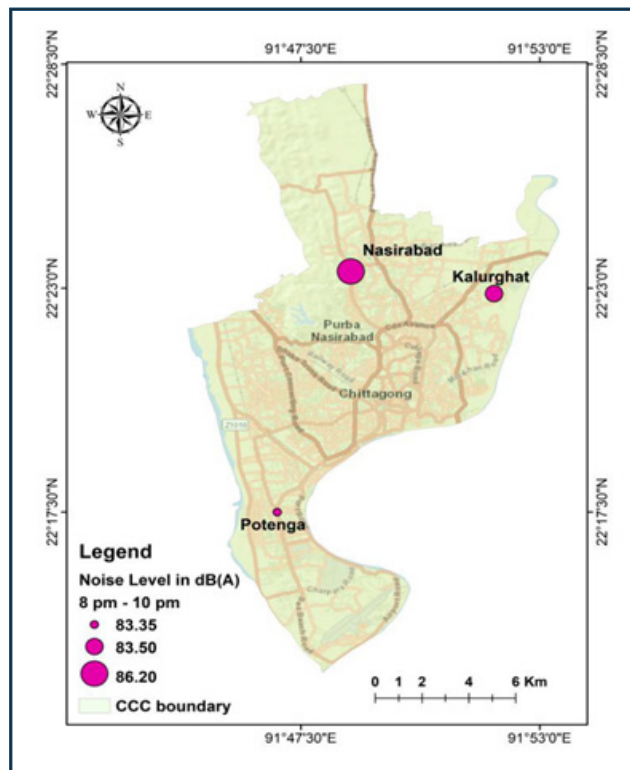 91°47'30"E 91°53'0"E
22°28'30"N 22°28'30"N
N
W E
S
Nasirabad
Kalurghat
22°23'0"N 22°23'0"N
Purba
Nasirabad
Chittagong
22°17'30"N 22°17'30"N
Potenga
Legend
Noise Level in dB(A)
8 pm - 10 pm
83.35
83.50
86.20
CCC boundary
0 1 2 4 6 Km
91°47'30"E 91°53'0"E